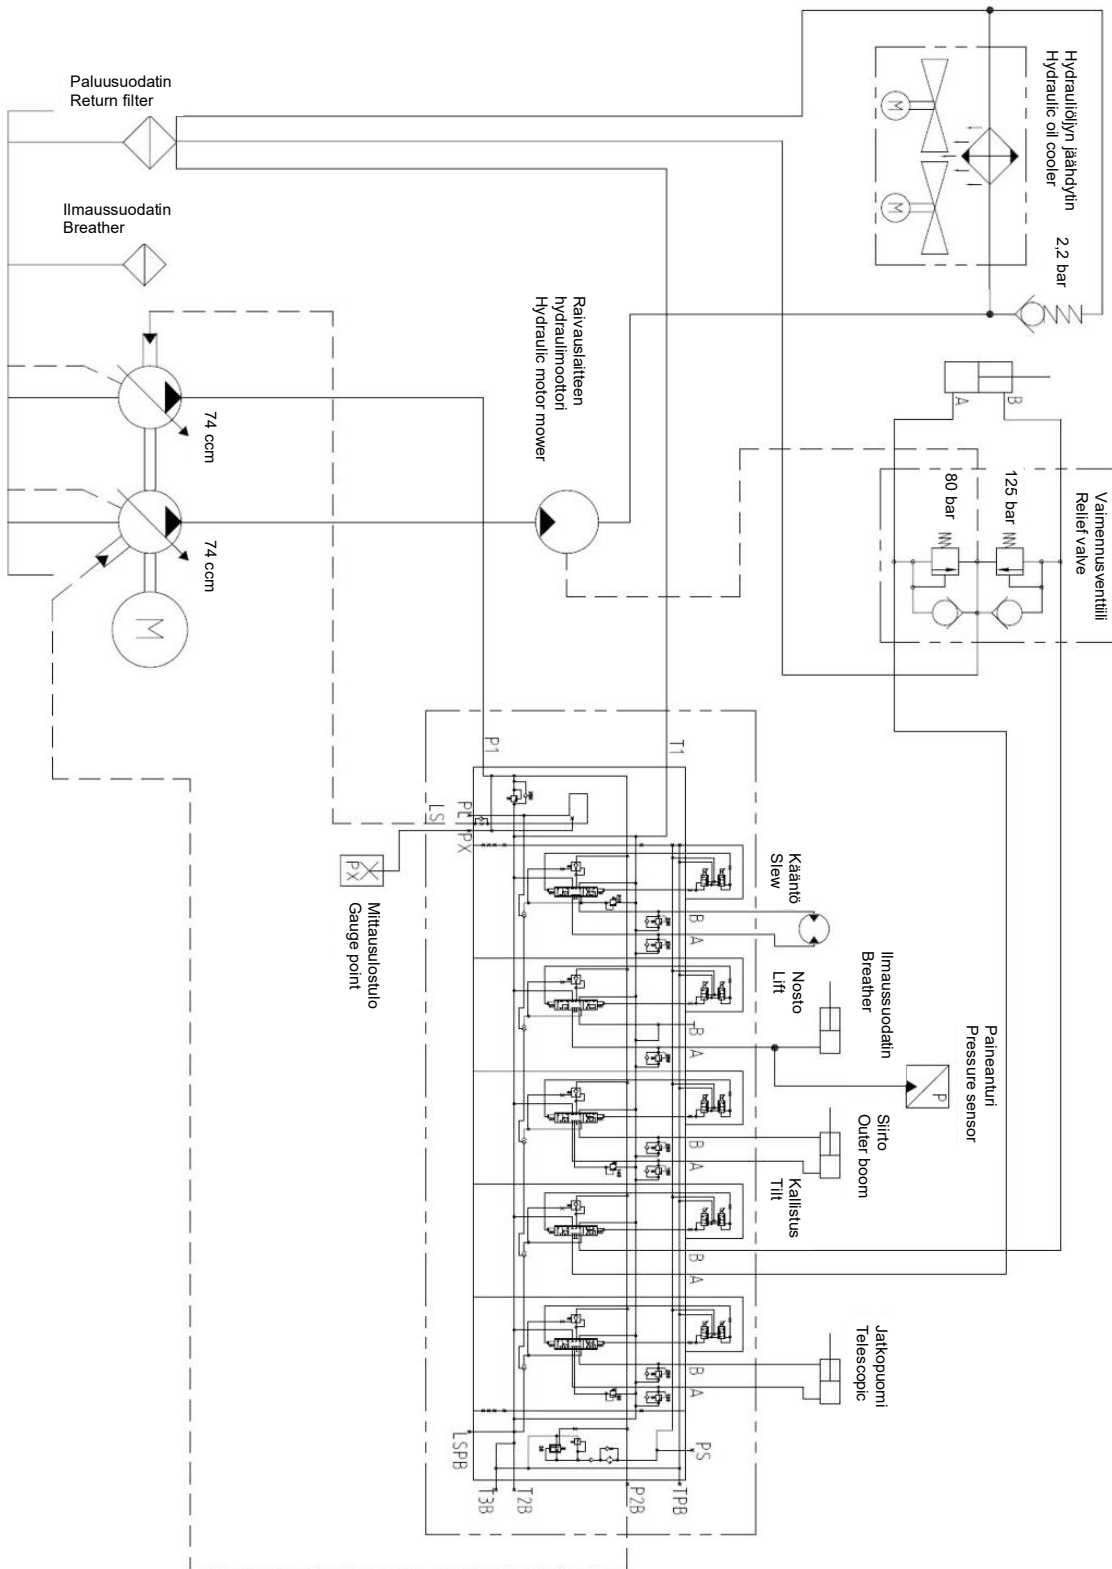 Paluusuodatin
Return filter
Ilmaussuodatin
Breather
Hydrauliöljyn jäähdytin
Hydraulic oil cooler
M
M
2,2 bar
74 ccm
74 ccm
M
Raivauslaitteen
hydraulimoottori
Hydraulic motor mower
A
B
Vaimennusventtiili
Relief valve
125 bar
80 bar
P1
T1
PL
LS
PX
PX
Mittausulostulo
Gauge point
Kääntö
Slew
B
A
Nosto
Lift
B
A
Ilmaussuodatin
Breather
P
Paineanturi
Pressure sensor
Siirto
Outer boom
B
A
Kallistus
Tilt
B
A
Jatkopuomi
Telescopic
B
A
LSPB
T3B
T2B
P2B
TPB
PS